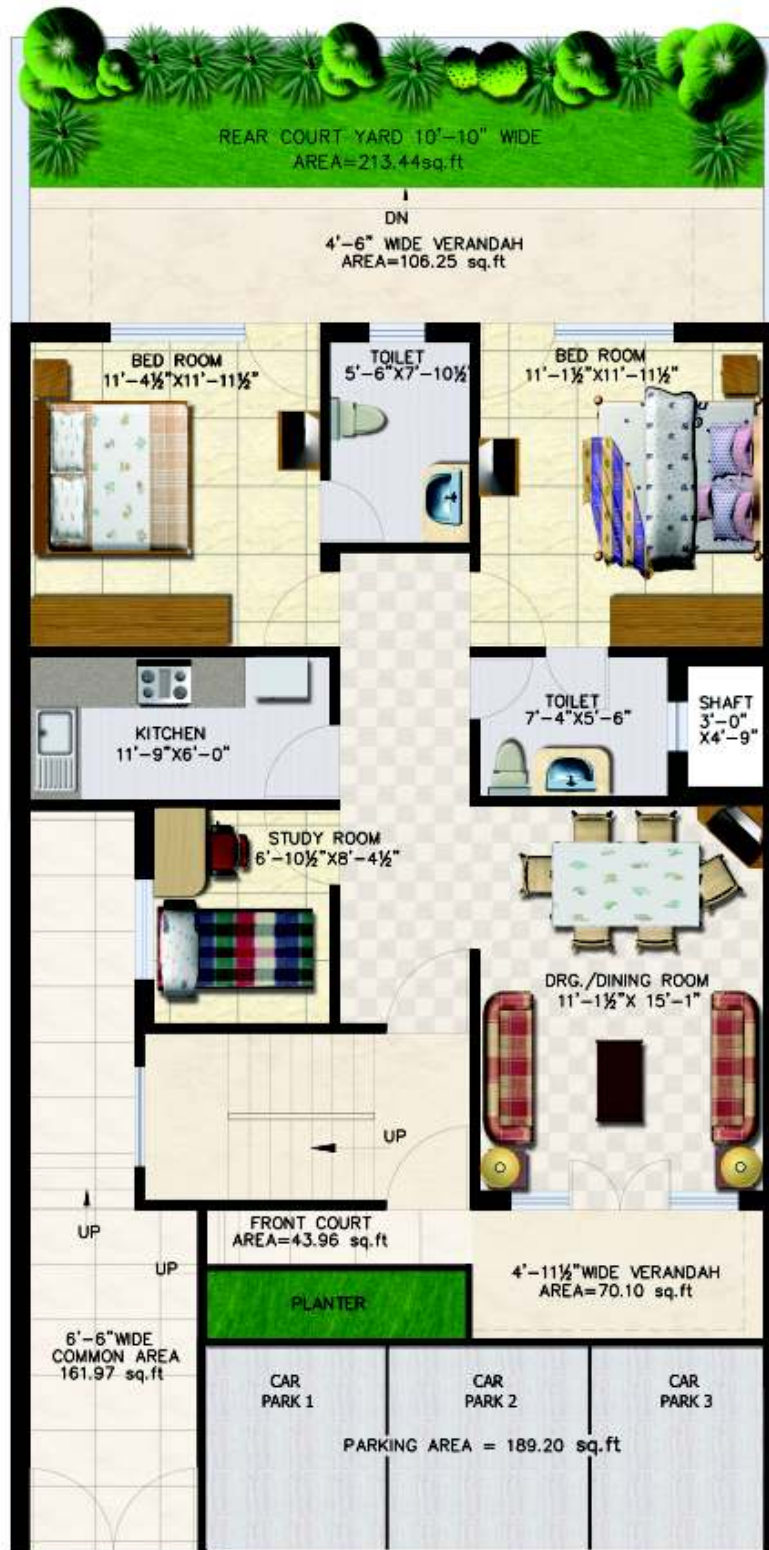 REAR COURT YARD 10'-10" WIDE
AREA=213.44sq.ft
DN
4'-6" WIDE VERANDAH
AREA=106.25 sq.ft
BED ROOM
11'-4½"X11'-11½"
TOILET
5'-6"X7'-10½"
BED ROOM
11'-1½"X11'-11½"
KITCHEN
11'-9"X6'-0"
TOILET
7'-4"X5'-6"
SHAFT
3'-0"
X4'-9"
STUDY ROOM
6'-10½"X8'-4½"
DRG./DINING ROOM
11'-1½"X 15'-1"
UP
UP
UP
FRONT COURT
AREA=43.96 sq.ft
4'-11½"WIDE VERANDAH
AREA=70.10 sq.ft
PLANTER
6'-6"WIDE
COMMON AREA
161.97 sq.ft
CAR
PARK 1
CAR
PARK 2
CAR
PARK 3
PARKING AREA = 189.20 sq.ft